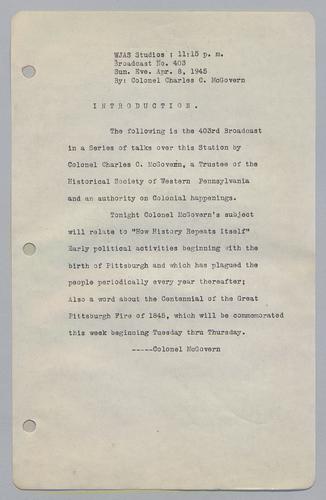 WJAS Studios : 11:15 p. m.
Broadcast No. 403
Sun. Eve. Apr. 8, 1945
By: Colonel Charles C. McGovern
I N T R O D U C T I O N .
The following is the 403rd Broadcast
in a Series of talks over this Station by
Colonel Charles C. McGovern, a Trustee of the
Historical Society of Western Pennsylvania
and an authority on Colonial happenings.
Tonight Colonel McGovern's subject
will relate to "How History Repeats Itself"
Early political activities beginning with the
birth of Pittsburgh and which has plagued the
people periodically every year thereafter;
Also a word about the Centennial of the Great
Pittsburgh Fire of 1845, which will be commemorated
this week beginning Tuesday thru Thursday.
-----Colonel McGovern